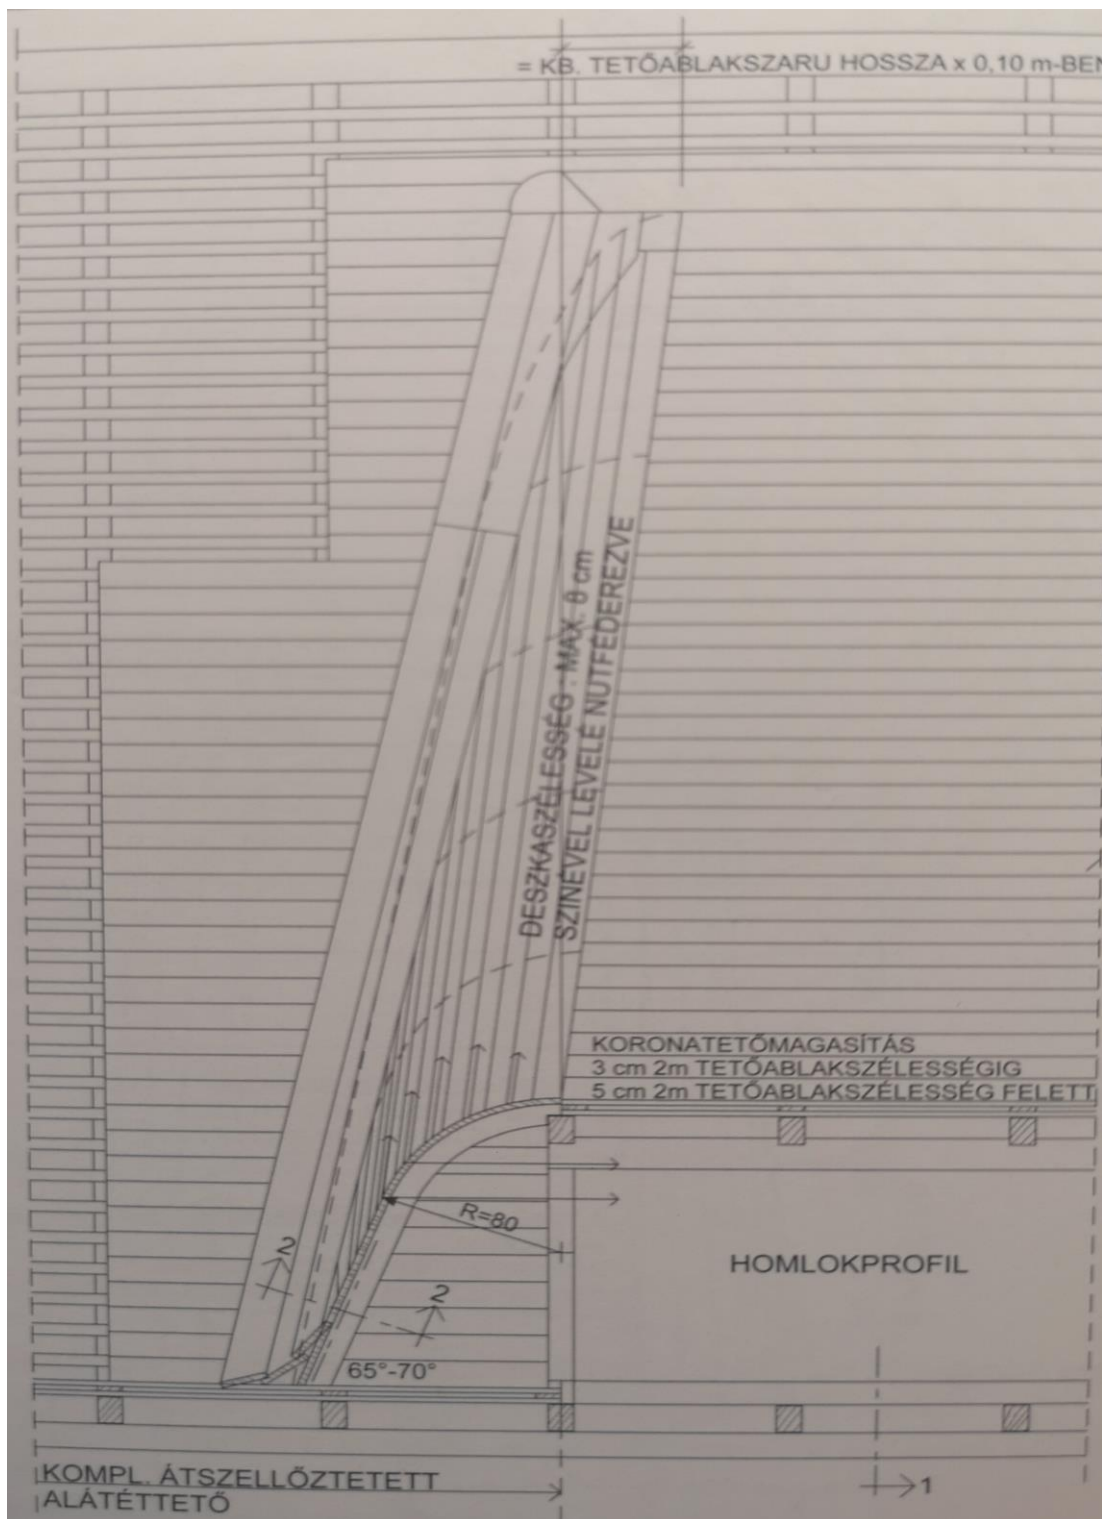 = KB. TETŐABLAKSZARU HOSSZA x 0,10 m-BEN
DESZKASZÉLESSÉG : MAX. 8 cm
SZINÉVEL LEVELÉ NUTFÉDEREZVE
KORONATETŐMAGASÍTÁS
3 cm 2m TETŐABLAKSZÉLESSÉGIG
5 cm 2m TETŐABLAKSZÉLESSÉG FELETT
R=80
HOMLOKPROFIL
2
2
65°-70°
KOMPL. ÁTSZELLŐZTETETT
ALÁTÉTTETŐ
1